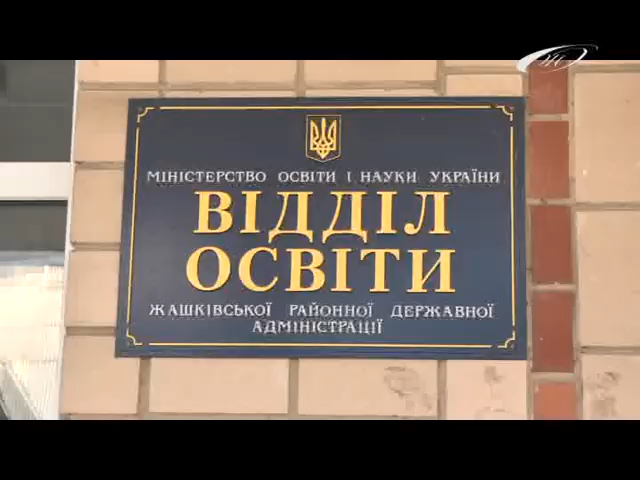 МІНІСТЕРСТВО ОСВІТИ І НАУКИ УКРАЇНИ
ВІДДІЛ
ОСВІТИ
ЖАШКІВСЬКОЇ РАЙОННОЇ ДЕРЖАВНОЇ
АДМІНІСТРАЦІЇ